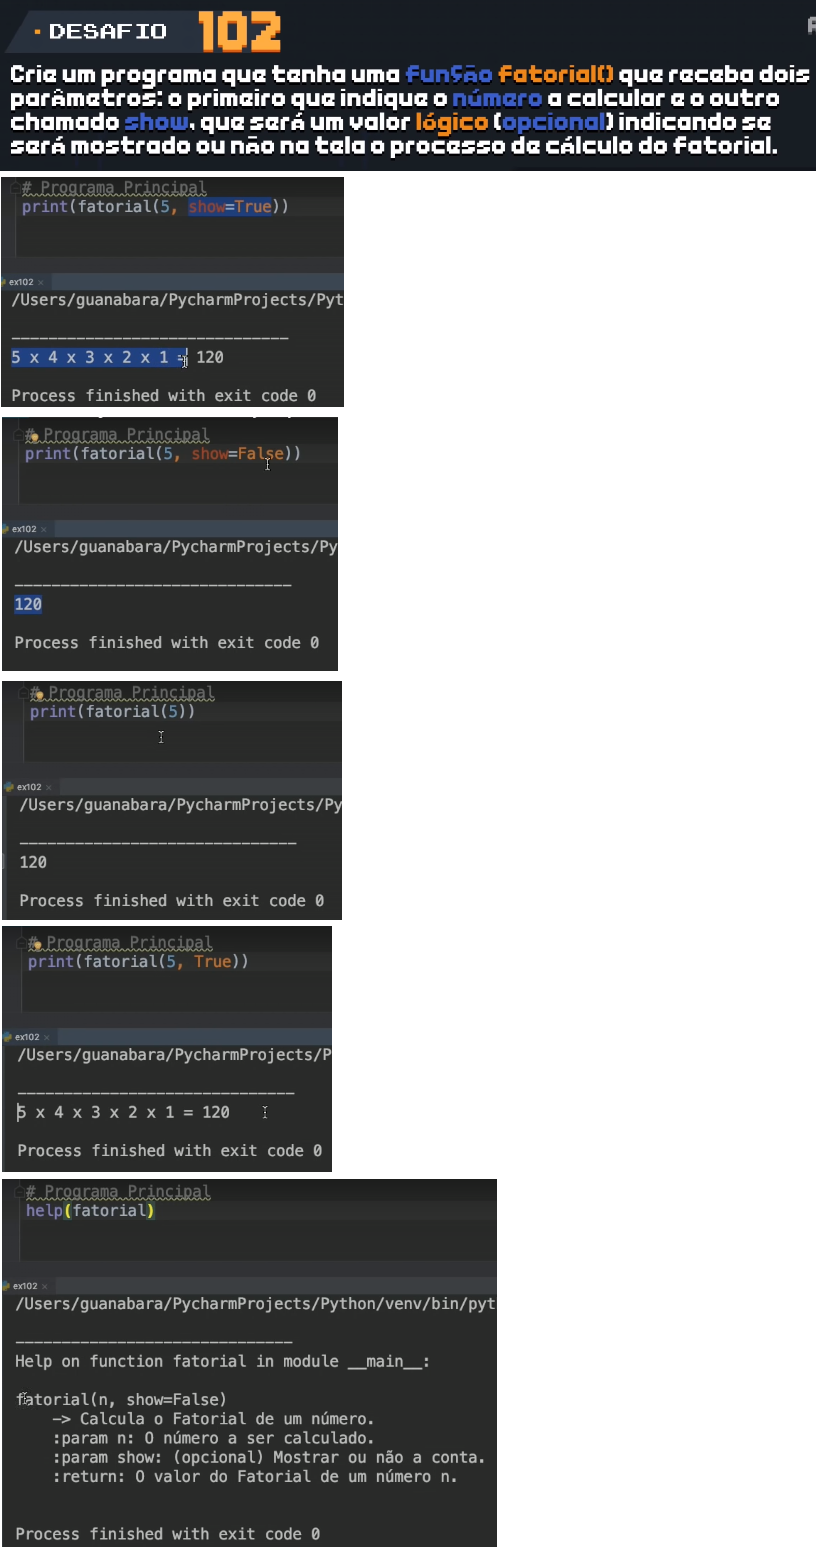 DESAFIO 102
Crie um programa que tenha uma função fatorial() que receba dois
parâmetros: o primeiro que indique o número a calcular e o outro
chamado show, que será um valor lógico (opcional) indicando se
será mostrado ou não na tela o processo de cálculo do fatorial.
# Programa Principal
print(fatorial(5, show=True))
ex102 ×
/Users/guanabara/PycharmProjects/Pyt
------------------------------
5 x 4 x 3 x 2 x 1 = 120
Process finished with exit code 0
# Programa Principal
print(fatorial(5, show=False))
ex102 ×
/Users/guanabara/PycharmProjects/Py
------------------------------
120
Process finished with exit code 0
# Programa Principal
print(fatorial(5))
ex102 ×
/Users/guanabara/PycharmProjects/Py
------------------------------
120
Process finished with exit code 0
# Programa Principal
print(fatorial(5, True))
ex102 ×
/Users/guanabara/PycharmProjects/P
------------------------------
5 x 4 x 3 x 2 x 1 = 120
Process finished with exit code 0
# Programa Principal
help(fatorial)
ex102 ×
/Users/guanabara/PycharmProjects/Python/venv/bin/pyt
------------------------------
Help on function fatorial in module __main__:
fatorial(n, show=False)
-> Calcula o Fatorial de um número.
:param n: O número a ser calculado.
:param show: (opcional) Mostrar ou não a conta.
:return: O valor do Fatorial de um número n.
Process finished with exit code 0